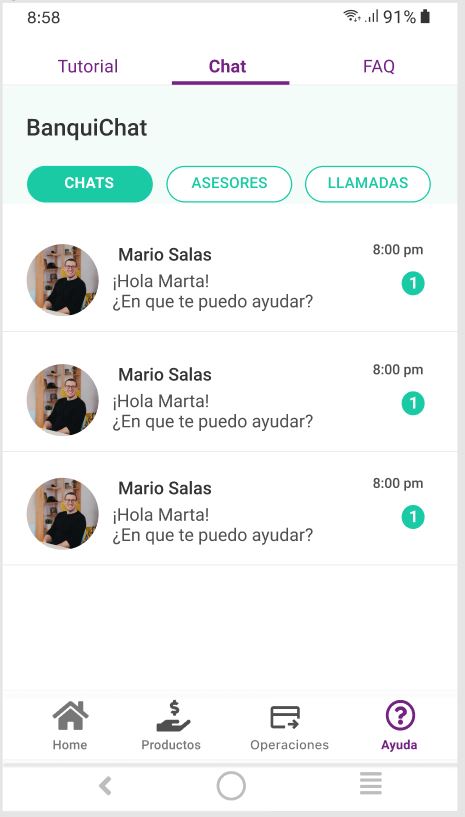 8:58
91%
Tutorial
Chat
FAQ
BanquiChat
CHATS
ASESORES
LLAMADAS
Mario Salas
8:00 pm
¡Hola Marta!
1
¿En que te puedo ayudar?
Mario Salas
8:00 pm
¡Hola Marta!
1
¿En que te puedo ayudar?
Mario Salas
8:00 pm
¡Hola Marta!
1
¿En que te puedo ayudar?
Home
Productos
Operaciones
Ayuda